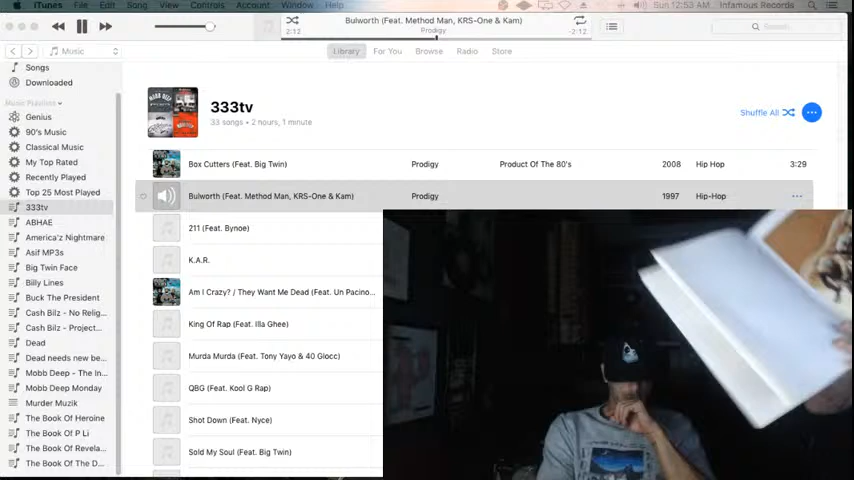 iTunes File Edit Song View Controls Account Window Help Sun 12:53 AM Infamous Records
Bulworth (Feat. Method Man, KRS-One & Kam)
2:12 Prodigy -2:12
Search
Music Library For You Browse Radio Store
Songs
Downloaded
Music Playlists
Genius
90's Music
Classical Music
My Top Rated
Recently Played
Top 25 Most Played
333tv
ABHAE
America'z Nightmare
Asif MP3s
Big Twin Face
Billy Lines
Buck The President
Cash Bilz - No Relig...
Cash Bilz - Project...
Dead
Dead needs new be...
Mobb Deep - The In...
Mobb Deep Monday
Murder Muzik
The Book Of Heroine
The Book Of P Li
The Book Of Revela...
The Book Of The D...
333tv
33 songs • 2 hours, 1 minute
Shuffle All
Box Cutters (Feat. Big Twin) Prodigy Product Of The 80's 2008 Hip Hop 3:29
Bulworth (Feat. Method Man, KRS-One & Kam) Prodigy 1997 Hip-Hop
211 (Feat. Bynoe)
K.A.R.
Am I Crazy? / They Want Me Dead (Feat. Un Pacino...
King Of Rap (Feat. Illa Ghee)
Murda Murda (Feat. Tony Yayo & 40 Glocc)
QBG (Feat. Kool G Rap)
Shot Down (Feat. Nyce)
Sold My Soul (Feat. Big Twin)